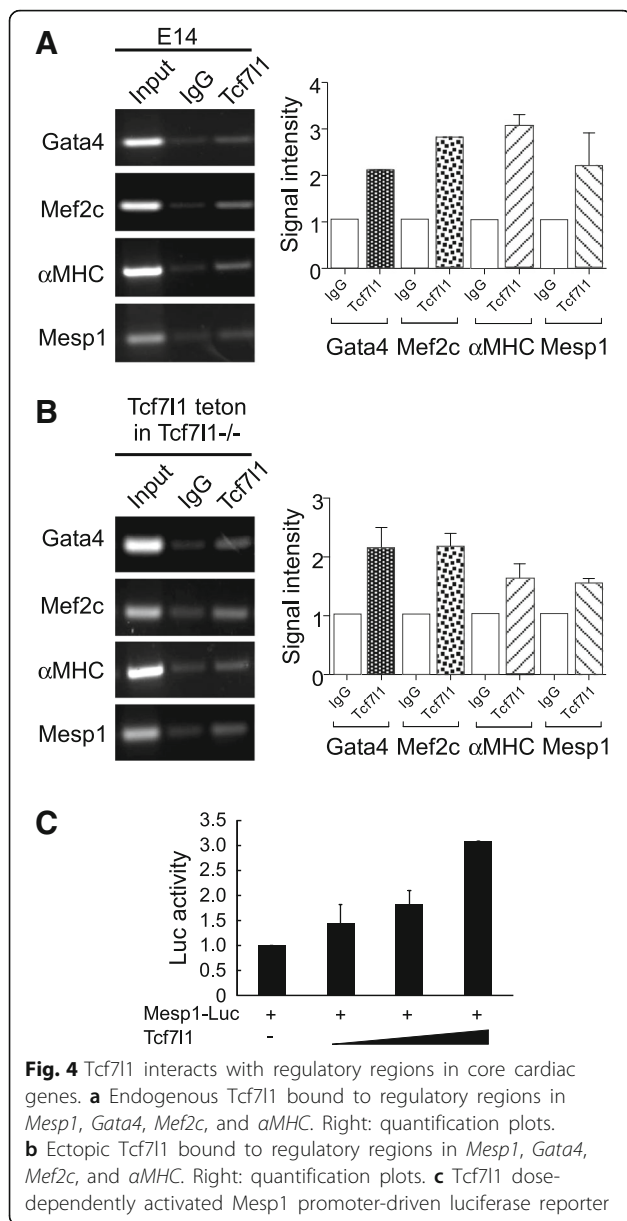 A
E14
Input IgG Tcf7l1
Gata4
Mef2c
αMHC
Mesp1
Signal intensity
4
3
2
1
0
IgG Tcf7l1 IgG Tcf7l1 IgG Tcf7l1 IgG Tcf7l1
Gata4 Mef2c αMHC Mesp1
B
Tcf7l1 teton
in Tcf7l1-/-
Input IgG Tcf7l1
Gata4
Mef2c
αMHC
Mesp1
Signal intensity
3
2
1
0
IgG Tcf7l1 IgG Tcf7l1 IgG Tcf7l1 IgG Tcf7l1
Gata4 Mef2c αMHC Mesp1
C
Luc activity
3.5
3.0
2.5
2.0
1.5
1.0
0.5
0
Mesp1-Luc + + + +
Tcf7l1 -
Fig. 4 Tcf7l1 interacts with regulatory regions in core cardiac
genes. a Endogenous Tcf7l1 bound to regulatory regions in
Mesp1, Gata4, Mef2c, and αMHC. Right: quantification plots.
b Ectopic Tcf7l1 bound to regulatory regions in Mesp1, Gata4,
Mef2c, and αMHC. Right: quantification plots. c Tcf7l1 dose-
dependently activated Mesp1 promoter-driven luciferase reporter